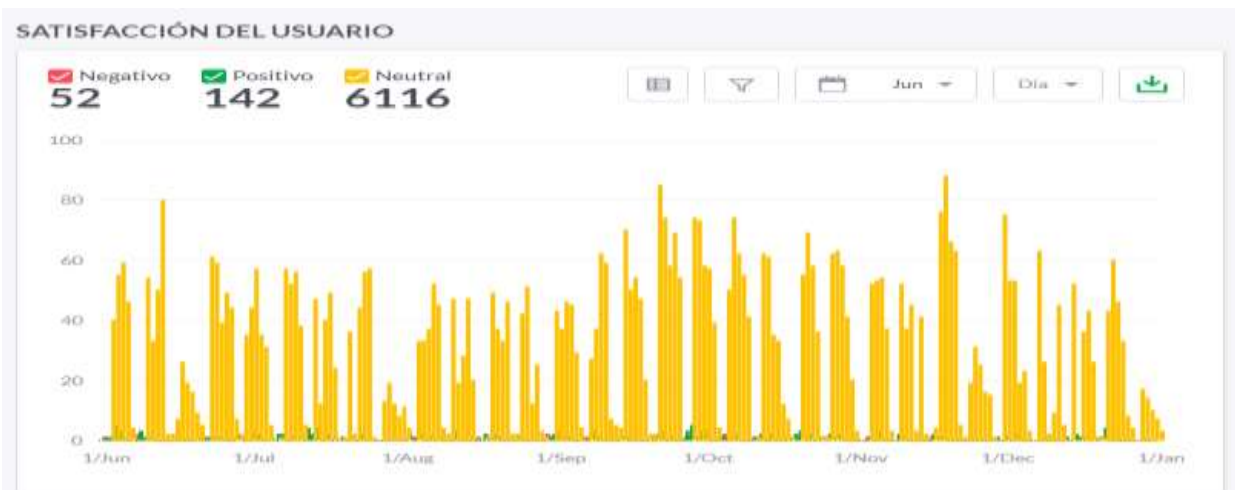 SATISFACCIÓN DEL USUARIO
Negativo Positivo Neutral
52 142 6116
Jun Día
100
80
60
40
20
0
1/Jun 1/Jul 1/Aug 1/Sep 1/Oct 1/Nov 1/Dec 1/Jan